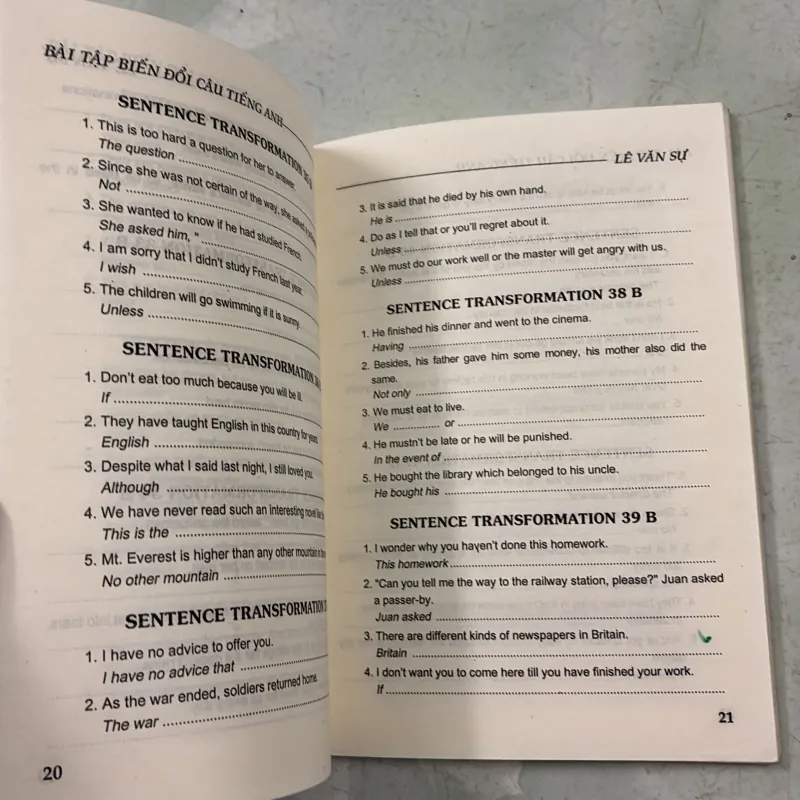 BÀI TẬP BIẾN ĐỔI CÂU TIẾNG ANH
SENTENCE TRANSFORMATION 35 B
1. This is too hard a question for her to answer.
The question ..............
2. Since she was not certain of the way, she asked a
Not ..............
3. She wanted to know if he had studied French.
She asked him, " ..............
4. I am sorry that I didn't study French last year.
I wish ..............
5. The children will go swimming if it is sunny.
Unless ..............
SENTENCE TRANSFORMATION
1. Don't eat too much because you will be ill.
If ..............
2. They have taught English in this country for years.
English ..............
3. Despite what I said last night, I still loved you.
Although ..............
4. We have never read such an interesting novel
This is the ..............
5. Mt. Everest is higher than any other mountain in
No other mountain ..............
SENTENCE TRANSFORMATION
1. I have no advice to offer you.
I have no advice that ..............
2. As the war ended, soldiers returned home.
The war ..............
20
LÊ VĂN SỰ
3. It is said that he died by his own hand.
He is ..............
4. Do as I tell that or you'll regret about it.
Unless ..............
5. We must do our work well or the master will get angry with us.
Unless ..............
SENTENCE TRANSFORMATION 38 B
1. He finished his dinner and went to the cinema.
Having ..............
2. Besides, his father gave him some money, his mother also did the
same.
Not only ..............
3. We must eat to live.
We .............. or ..............
4. He mustn't be late or he will be punished.
In the event of ..............
5. He bought the library which belonged to his uncle.
He bought his ..............
SENTENCE TRANSFORMATION 39 B
1. I wonder why you haven't done this homework.
This homework ..............
2. "Can you tell me the way to the railway station, please?" Juan asked
a passer-by.
Juan asked ..............
3. There are different kinds of newspapers in Britain.
Britain ..............
4. I don't want you to come here till you have finished your work.
If ..............
21